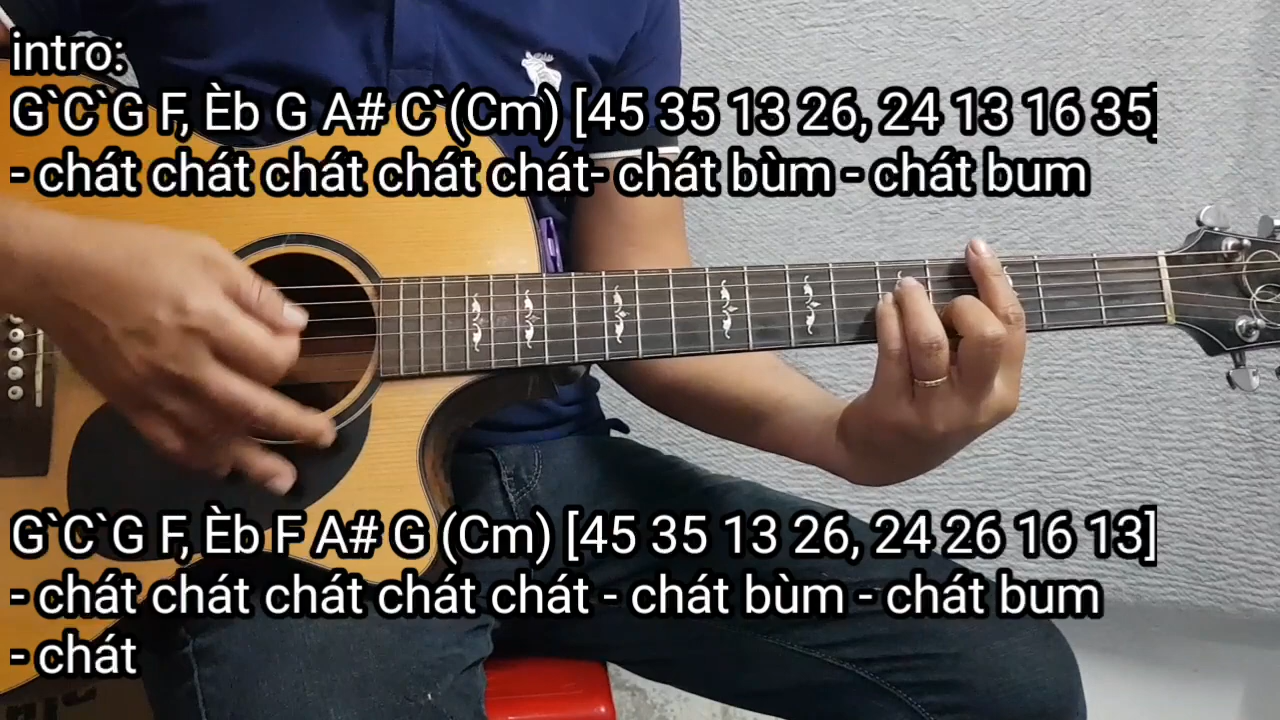 intro:
G`C`G F, Èb G A# C`(Cm) [45 35 13 26, 24 13 16 35]
- chát chát chát chát chát- chát bùm - chát bum
G`C`G F, Èb F A# G (Cm) [45 35 13 26, 24 26 16 13]
- chát chát chát chát chát - chát bùm - chát bum
- chát